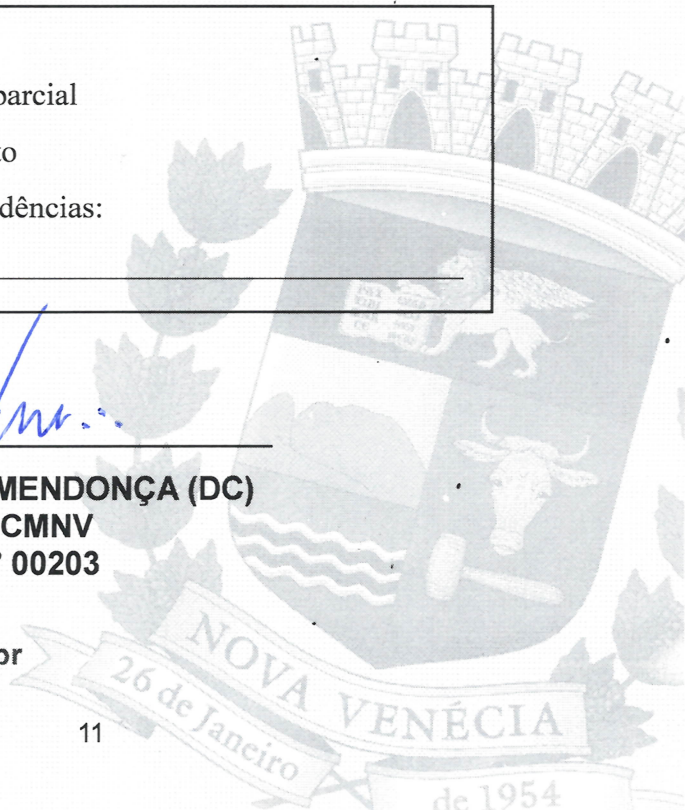 parcial
to
dências:
MENDONÇA (DC)
CMNV
00203
or
NOVA VENÉCIA
26 de Janeiro
de 1954
11